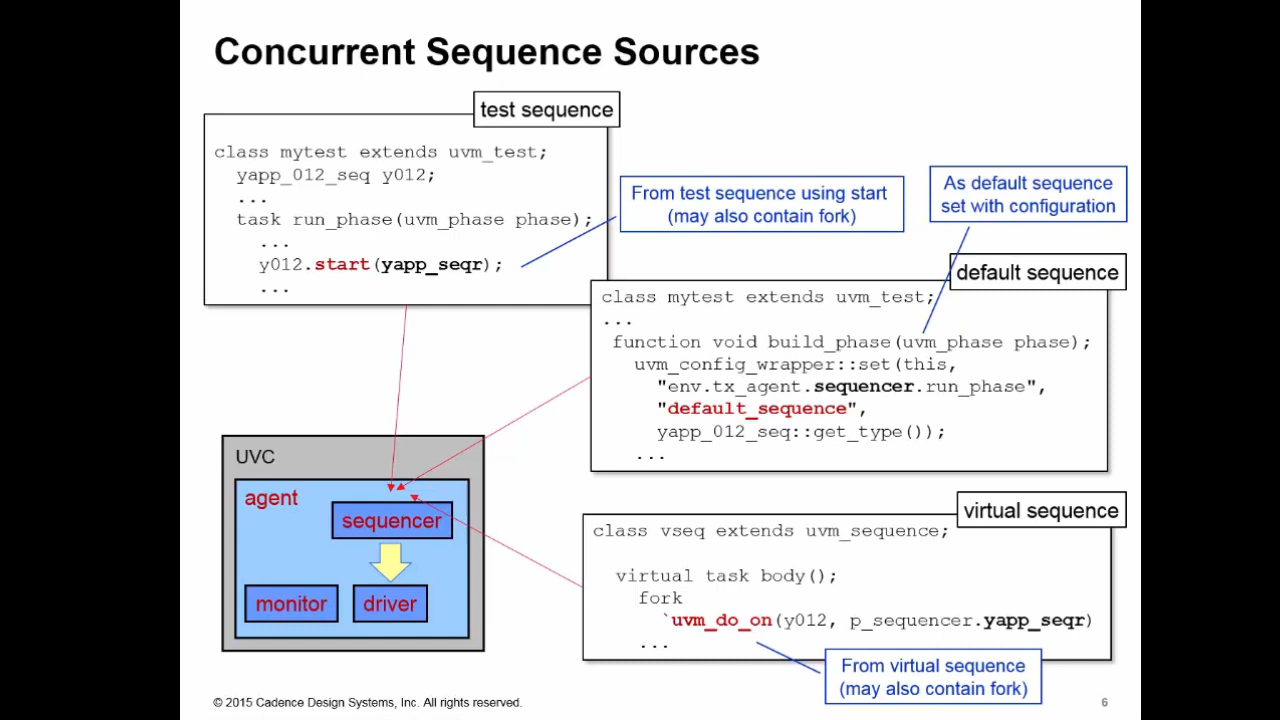 Concurrent Sequence Sources
test sequence
class mytest extends uvm_test;
yapp_012_seq y012;
...
task run_phase(uvm_phase phase);
...
y012.start(yapp_seqr);
...
From test sequence using start
(may also contain fork)
As default sequence
set with configuration
default sequence
class mytest extends uvm_test;
...
function void build_phase(uvm_phase phase);
uvm_config_wrapper::set(this,
"env.tx_agent.sequencer.run_phase",
"default_sequence",
yapp_012_seq::get_type());
...
UVC
agent
sequencer
monitor
driver
virtual sequence
class vseq extends uvm_sequence;
virtual task body();
fork
`uvm_do_on(y012, p_sequencer.yapp_seqr)
...
From virtual sequence
(may also contain fork)
© 2015 Cadence Design Systems, Inc. All rights reserved.
6